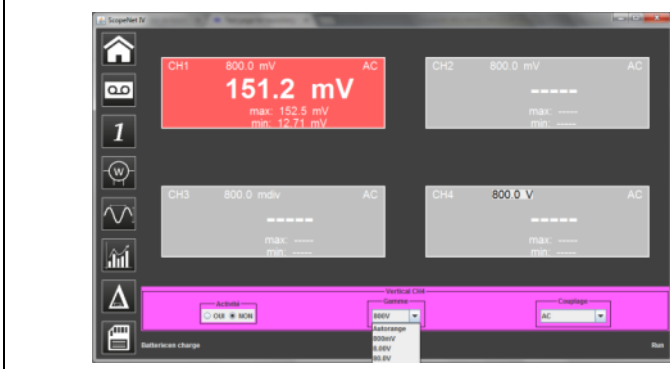 ScopeNet IV
CH1 800.0 mV AC
151.2 mV
max: 152.5 mV
min: 12.71 mV
CH2 800.0 mV AC
-----
max: -----
min: -----
1
W
CH3 800.0 mdiv AC
-----
max: -----
min: -----
CH4 800.0 V AC
-----
max: -----
min: -----
Vertical CH4
Activité
OUI NON
Gamme
800V
Autorange
800mV
8.00V
80.0V
Couplage
AC
Batterieen charge
Run